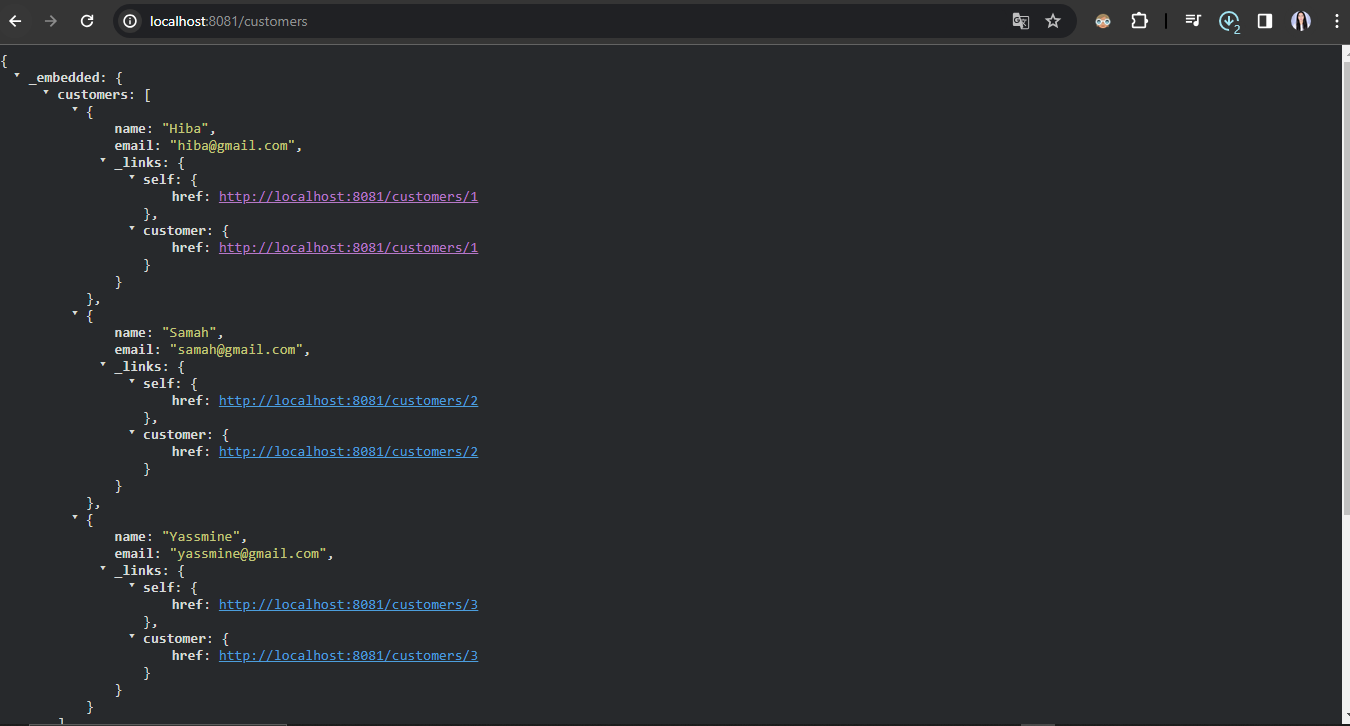 localhost:8081/customers
2
{
_embedded: {
customers: [
{
name: "Hiba",
email: "hiba@gmail.com",
_links: {
self: {
href: http://localhost:8081/customers/1
},
customer: {
href: http://localhost:8081/customers/1
}
}
},
{
name: "Samah",
email: "samah@gmail.com",
_links: {
self: {
href: http://localhost:8081/customers/2
},
customer: {
href: http://localhost:8081/customers/2
}
}
},
{
name: "Yassmine",
email: "yassmine@gmail.com",
_links: {
self: {
href: http://localhost:8081/customers/3
},
customer: {
href: http://localhost:8081/customers/3
}
}
}
]